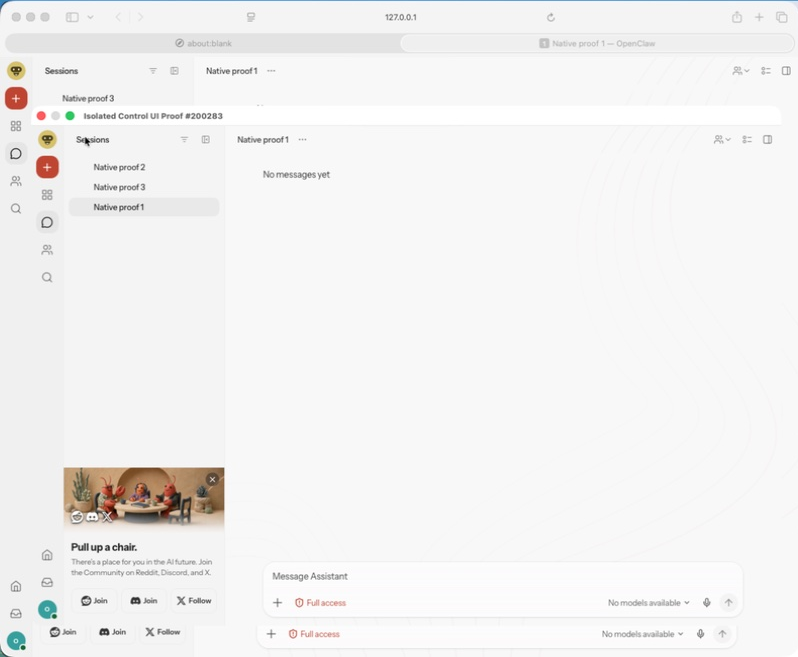 127.0.0.1
about:blank
1 Native proof 1 — OpenClaw
Sessions
Native proof 1
Native proof 3
Isolated Control UI Proof #200283
Sessions
Native proof 1
Native proof 2
Native proof 3
Native proof 1
No messages yet
Pull up a chair.
There's a place for you in the AI future. Join
the Community on Reddit, Discord, and X.
Join
Join
Follow
Message Assistant
Full access
No models available
O
Join
Join
Follow
Full access
No models available
O